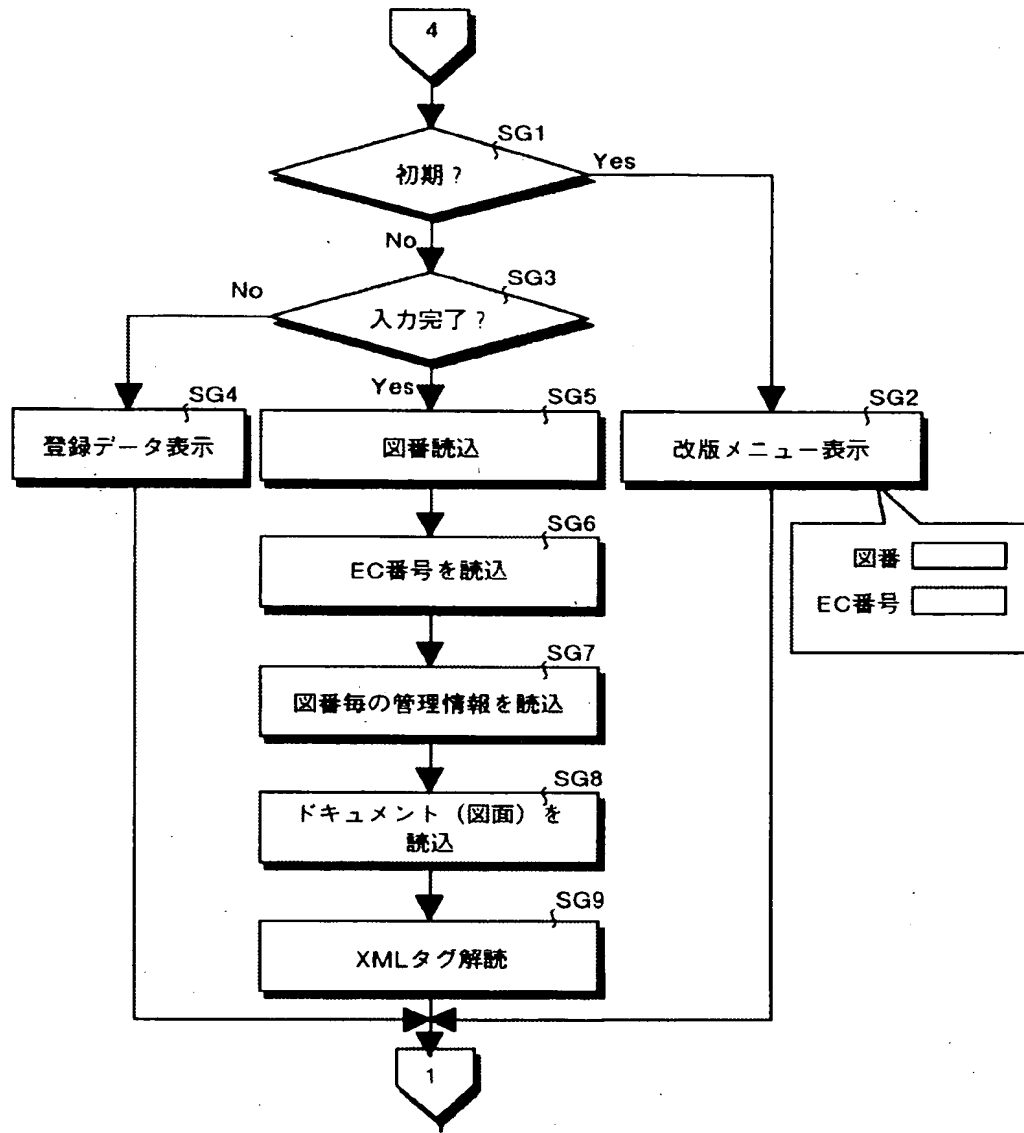 4
SG1
初期?
Yes
No
SG3
No
入力完了?
Yes
SG4
登録データ表示
SG5
図番読込
SG2
改版メニュー表示
図番
EC番号
SG6
EC番号を読込
SG7
図番毎の管理情報を読込
SG8
ドキュメント(図面)を
読込
SG9
XMLタグ解読
1